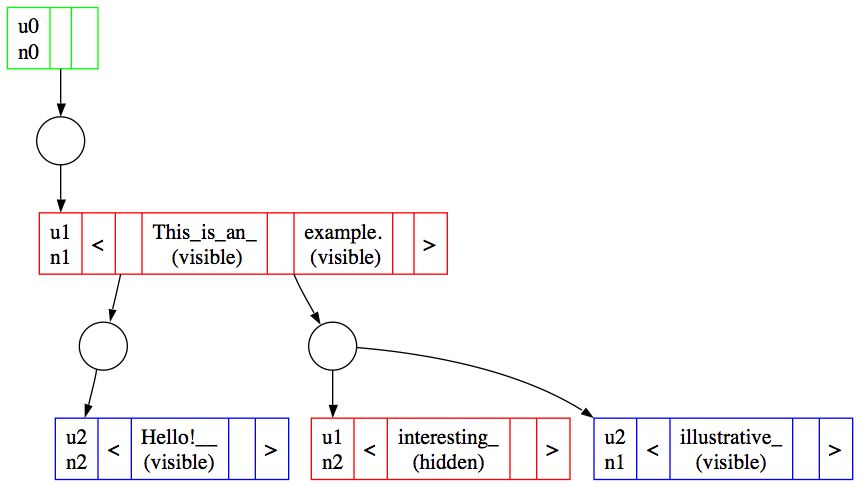 u0
n0
u1
n1
<
This_is_an_
(visible)
example.
(visible)
>
u2
n2
<
Hello!__
(visible)
>
u1
n2
<
interesting_
(hidden)
>
u2
n1
<
illustrative_
(visible)
>